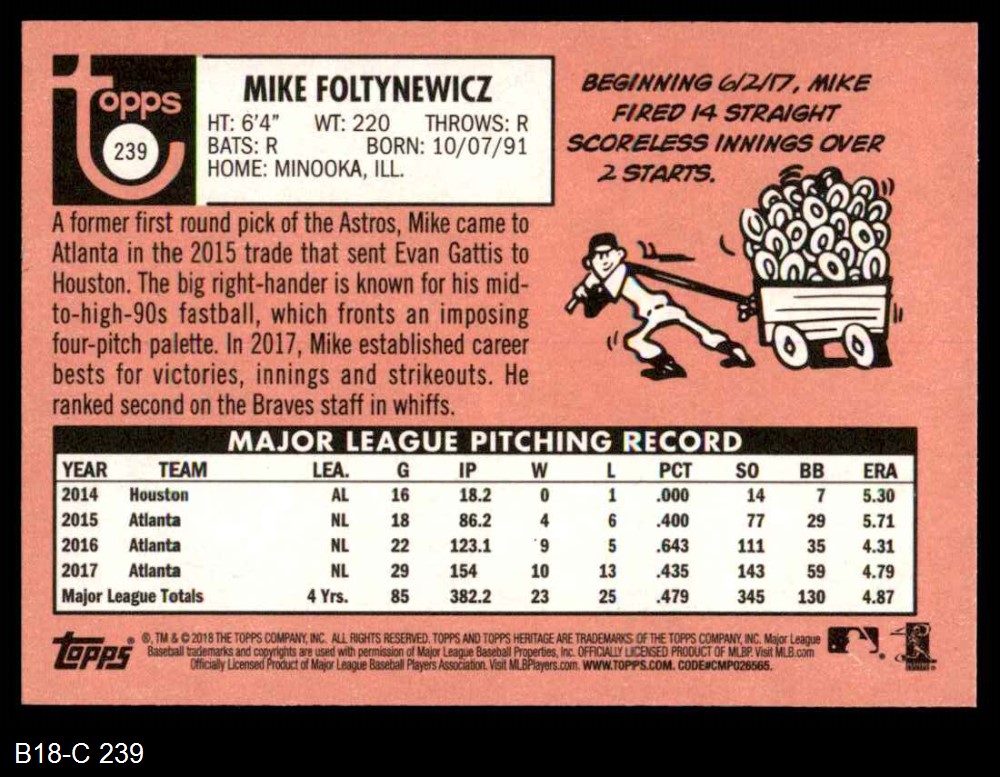 Topps
239
MIKE FOLTYNEWICZ
HT: 6'4" WT: 220 THROWS: R
BATS: R BORN: 10/07/91
HOME: MINOOKA, ILL.
BEGINNING 6/2/17, MIKE
FIRED 14 STRAIGHT
SCORELESS INNINGS OVER
2 STARTS.
A former first round pick of the Astros, Mike came to
Atlanta in the 2015 trade that sent Evan Gattis to
Houston. The big right-hander is known for his mid-
to-high-90s fastball, which fronts an imposing
four-pitch palette. In 2017, Mike established career
bests for victories, innings and strikeouts. He
ranked second on the Braves staff in whiffs.
MAJOR LEAGUE PITCHING RECORD
YEAR TEAM LEA. G IP W L PCT SO BB ERA
2014 Houston AL 16 18.2 0 1 .000 14 7 5.30
2015 Atlanta NL 18 86.2 4 6 .400 77 29 5.71
2016 Atlanta NL 22 123.1 9 5 .643 111 35 4.31
2017 Atlanta NL 29 154 10 13 .435 143 59 4.79
Major League Totals 4 Yrs. 85 382.2 23 25 .479 345 130 4.87
Topps ® ®, TM & © 2018 THE TOPPS COMPANY, INC. ALL RIGHTS RESERVED. TOPPS AND TOPPS HERITAGE ARE TRADEMARKS OF THE TOPPS COMPANY, INC. Major League
Baseball trademarks and copyrights are used with permission of Major League Baseball Properties, Inc. OFFICIALLY LICENSED PRODUCT OF MLBP. Visit MLB.com
Officially Licensed Product of Major League Baseball Players Association. Visit MLBPlayers.com. WWW.TOPPS.COM. CODE#CMP026565.
B18-C 239